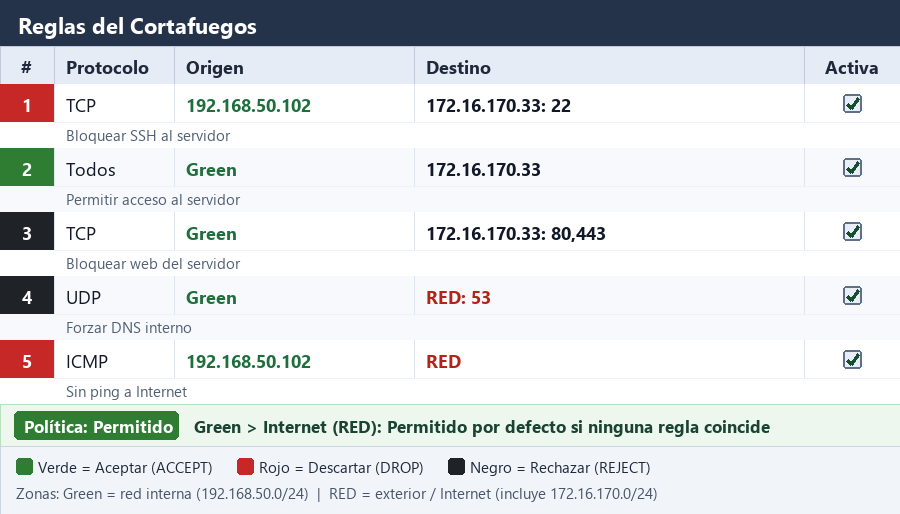 Reglas del Cortafuegos
# Protocolo Origen Destino Activa
1 TCP 192.168.50.102 172.16.170.33: 22
Bloquear SSH al servidor
2 Todos Green 172.16.170.33
Permitir acceso al servidor
3 TCP Green 172.16.170.33: 80,443
Bloquear web del servidor
4 UDP Green RED: 53
Forzar DNS interno
5 ICMP 192.168.50.102 RED
Sin ping a Internet
Política: Permitido Green > Internet (RED): Permitido por defecto si ninguna regla coincide
Verde = Aceptar (ACCEPT) Rojo = Descartar (DROP) Negro = Rechazar (REJECT)
Zonas: Green = red interna (192.168.50.0/24) | RED = exterior / Internet (incluye 172.16.170.0/24)